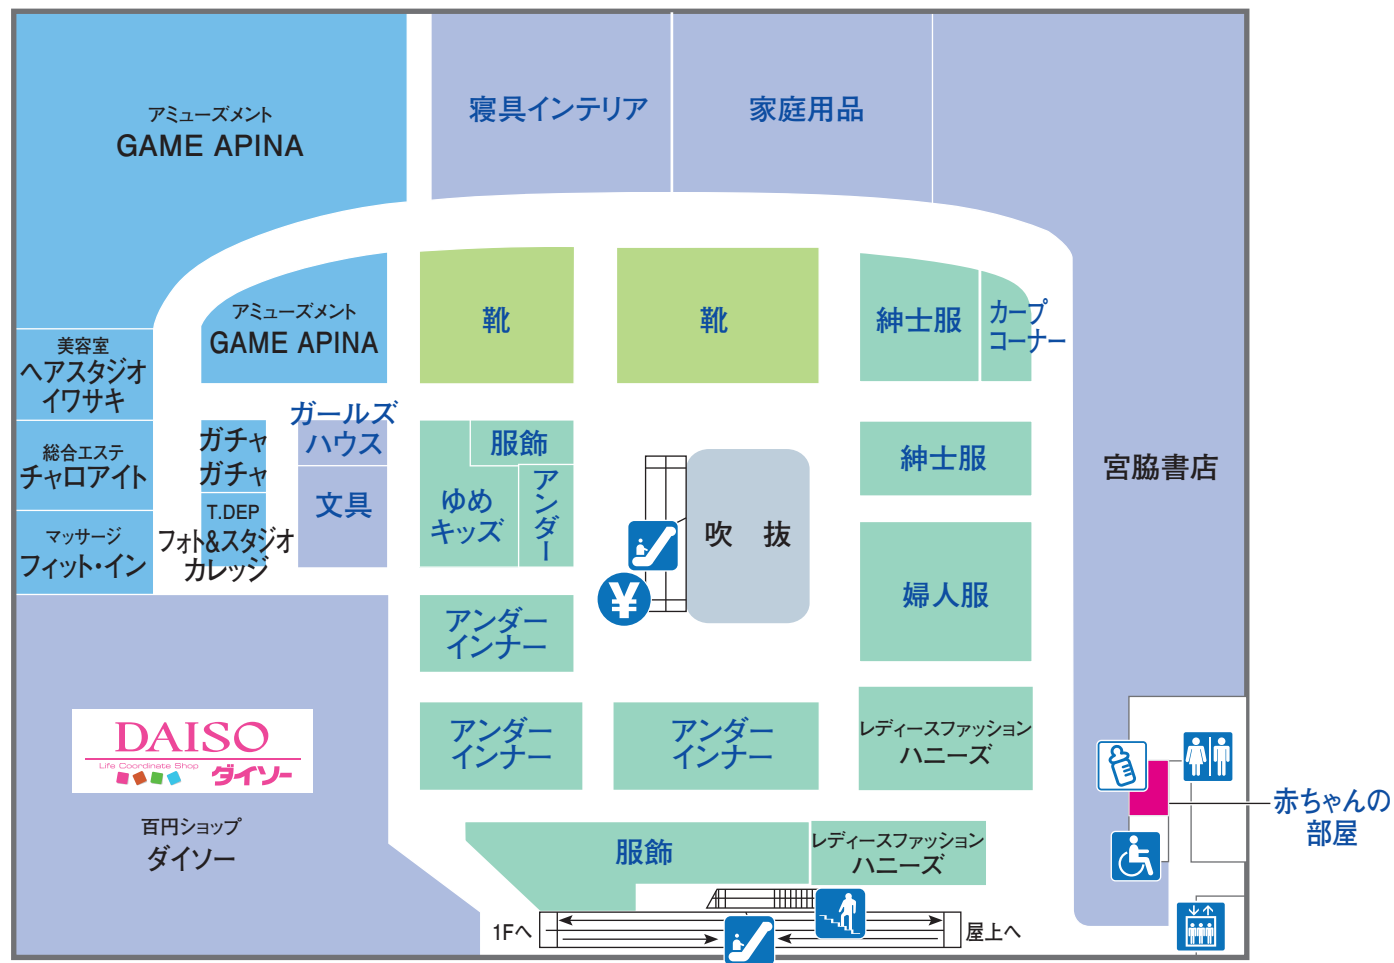 アミューズメント
GAME APINA
寝具インテリア
家庭用品
アミューズメント
GAME APINA
靴
靴
紳士服
カープ
コーナー
美容室
ヘアスタジオ
イワサキ
総合エステ
チャロアイト
マッサージ
フィット・イン
ガチャ
ガチャ
T.DEP
フォト&スタジオ
カレッジ
ガールズ
ハウス
文具
服飾
ゆめ
キッズ
アンダー
吹 抜
¥
紳士服
宮脇書店
婦人服
アンダー
インナー
アンダー
インナー
アンダー
インナー
レディースファッション
ハニーズ
DAISO
Life Coordinate Shop
ダイソー
百円ショップ
ダイソー
赤ちゃんの
部屋
服飾
レディースファッション
ハニーズ
1Fへ
屋上へ